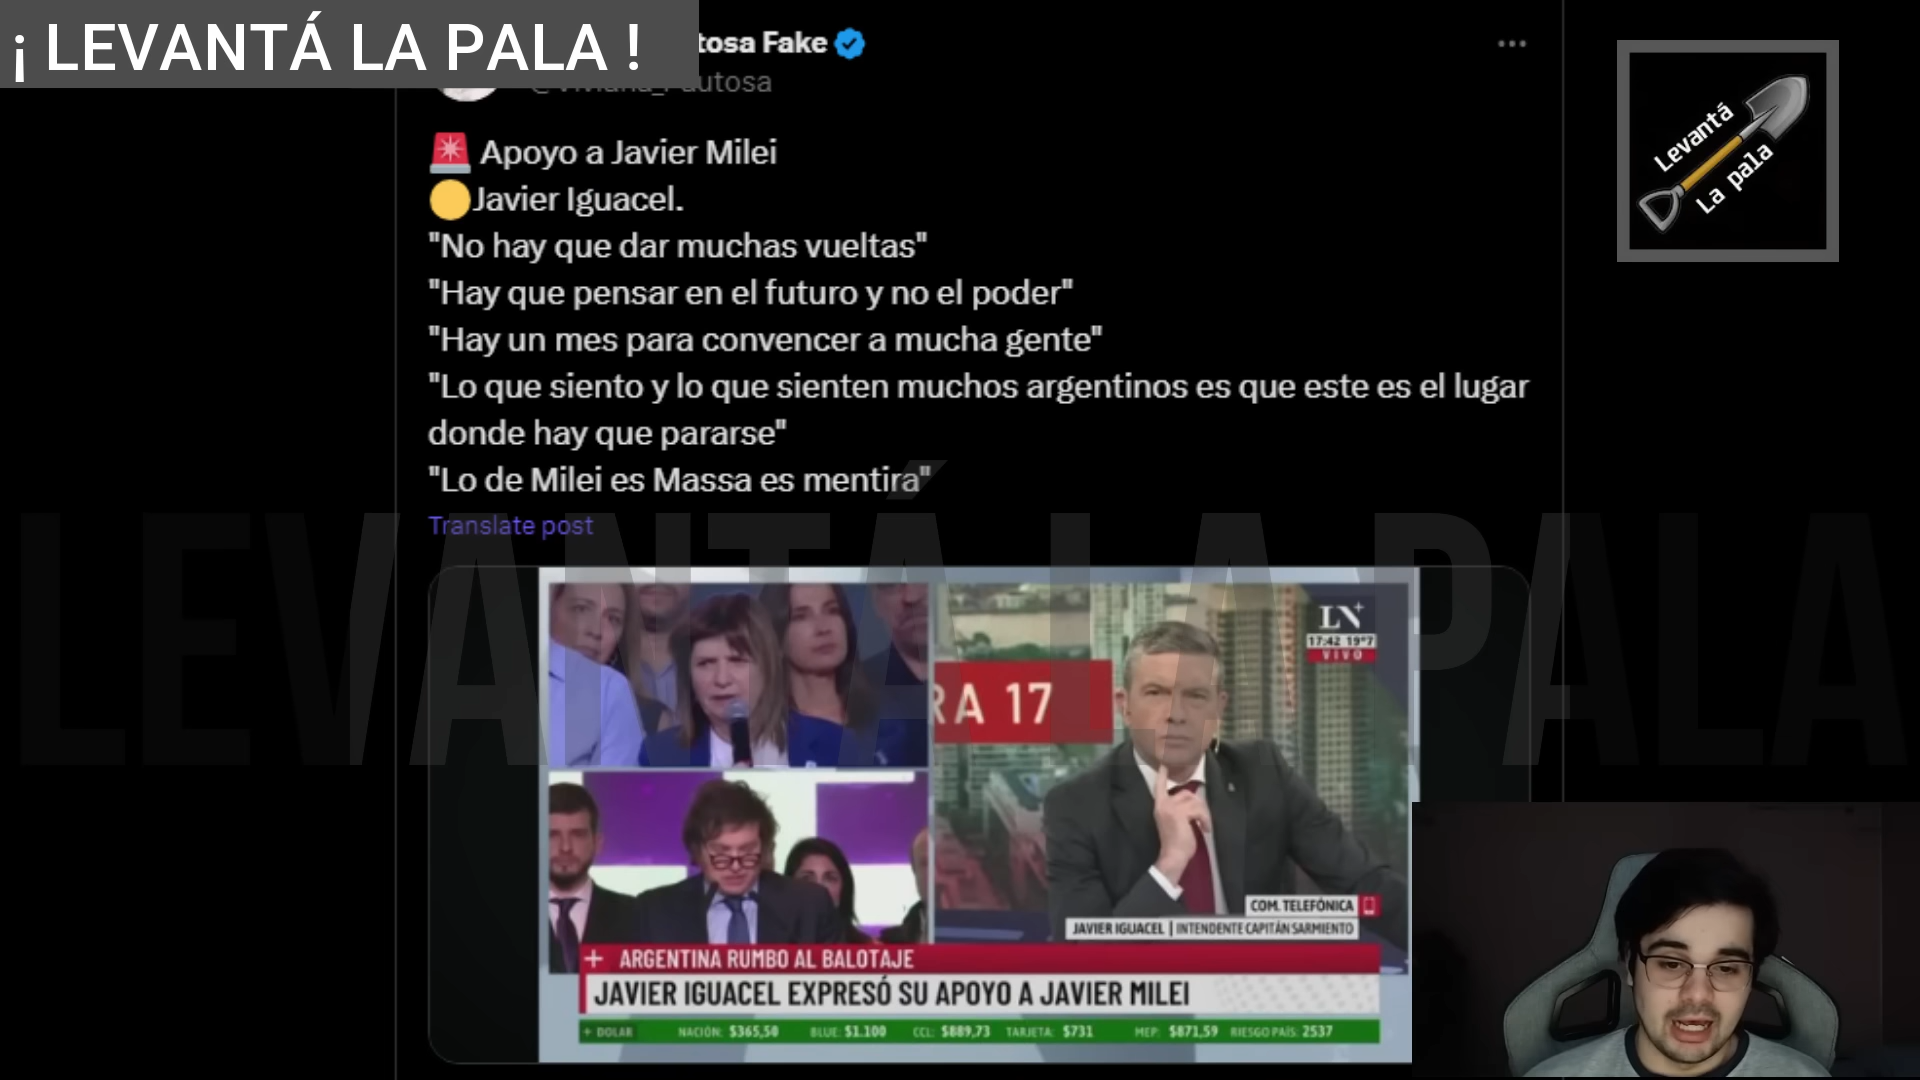 ¡ LEVANTÁ LA PALA !
tosa Fake
@Viviana_Pautosa
Levantá
La pala
🚨 Apoyo a Javier Milei
🟡Javier Iguacel.
"No hay que dar muchas vueltas"
"Hay que pensar en el futuro y no el poder"
"Hay un mes para convencer a mucha gente"
"Lo que siento y lo que sienten muchos argentinos es que este es el lugar
donde hay que pararse"
"Lo de Milei es Massa es mentira"
Translate post
LEVANTÁ LA PALA
LN+
17:42 19°7
VIVO
RA 17
COM. TELEFÓNICA
JAVIER IGUACEL | INTENDENTE CAPITÁN SARMIENTO
+ ARGENTINA RUMBO AL BALOTAJE
JAVIER IGUACEL EXPRESÓ SU APOYO A JAVIER MILEI
+ DOLAR NACIÓN: $365,50 BLUE: $1.100 CCL: $889,73 TARJETA: $731 MEP: $871,59 RIESGO PAÍS: 2537